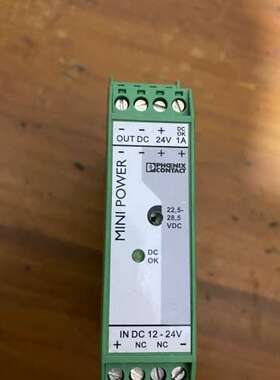 - - + DC OK
OUT DC 24V 1A
- - + +
PHŒNIX
CONTACT
MINI POWER
22,5-
28,5
VDC
DC
OK
IN DC 12 - 24V
+ NC NC -